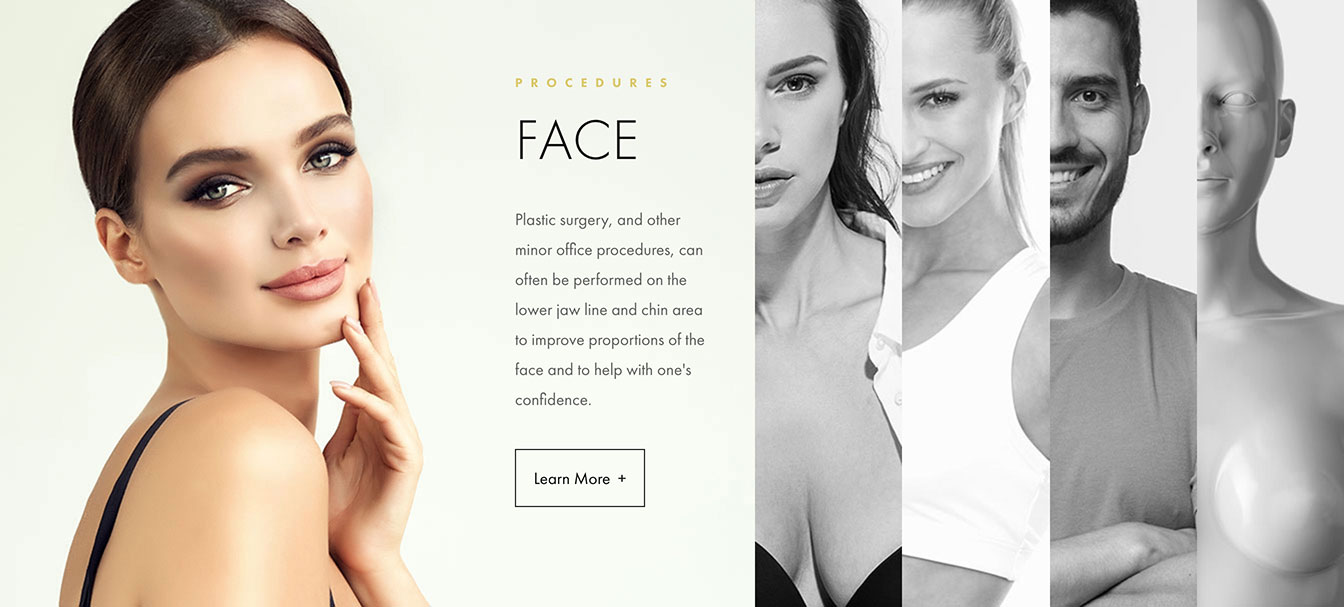 PROCEDURES
FACE
Plastic surgery, and other
minor office procedures, can
often be performed on the
lower jaw line and chin area
to improve proportions of the
face and to help with one's
confidence.
Learn More +